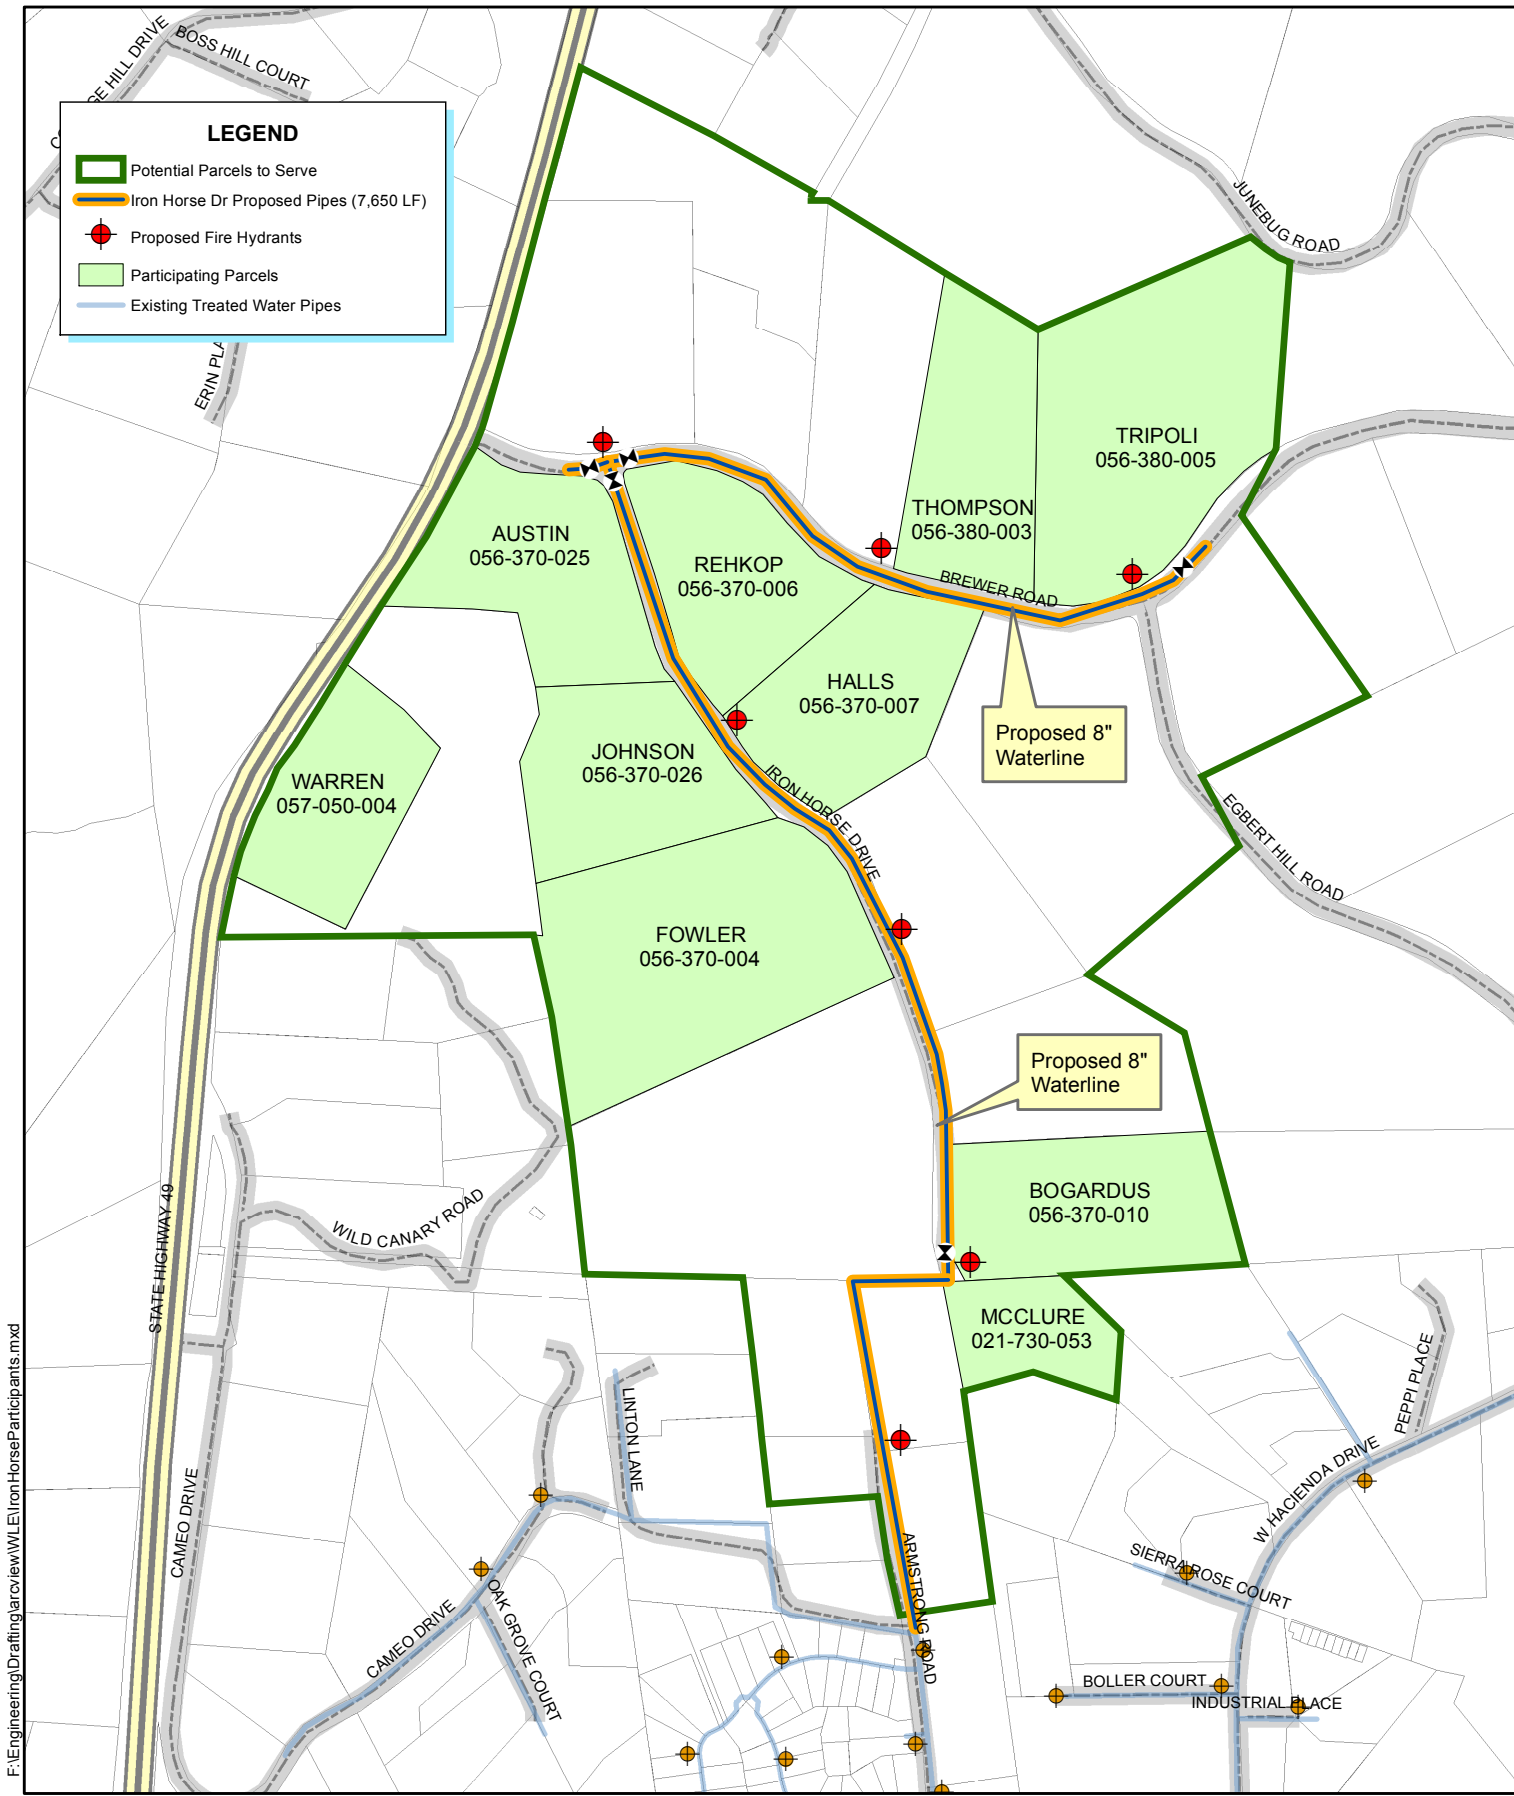 BOSS HILL COURT
GE HILL DRIVE
LEGEND
Potential Parcels to Serve
Iron Horse Dr Proposed Pipes (7,650 LF)
Proposed Fire Hydrants
Participating Parcels
Existing Treated Water Pipes
JUNEBUG ROAD
ERIN PLA
TRIPOLI
056-380-005
THOMPSON
056-380-003
AUSTIN
056-370-025
REHKOP
056-370-006
BREWER ROAD
HALLS
056-370-007
Proposed 8"
Waterline
JOHNSON
056-370-026
WARREN
057-050-004
IRON HORSE DRIVE
EGBERT HILL ROAD
FOWLER
056-370-004
Proposed 8"
Waterline
BOGARDUS
056-370-010
STATE HIGHWAY 49
WILD CANARY ROAD
MCCLURE
021-730-053
PEPPI PLACE
LINTON LANE
W HACIENDA DRIVE
CAMEO DRIVE
SIERRA ROSE COURT
ARMSTRONG ROAD
OAK GROVE COURT
CAMEO DRIVE
BOLLER COURT
INDUSTRIAL PLACE
F:\Engineering\Drafting\arcview\WLE\IronHorseParticipants.mxd